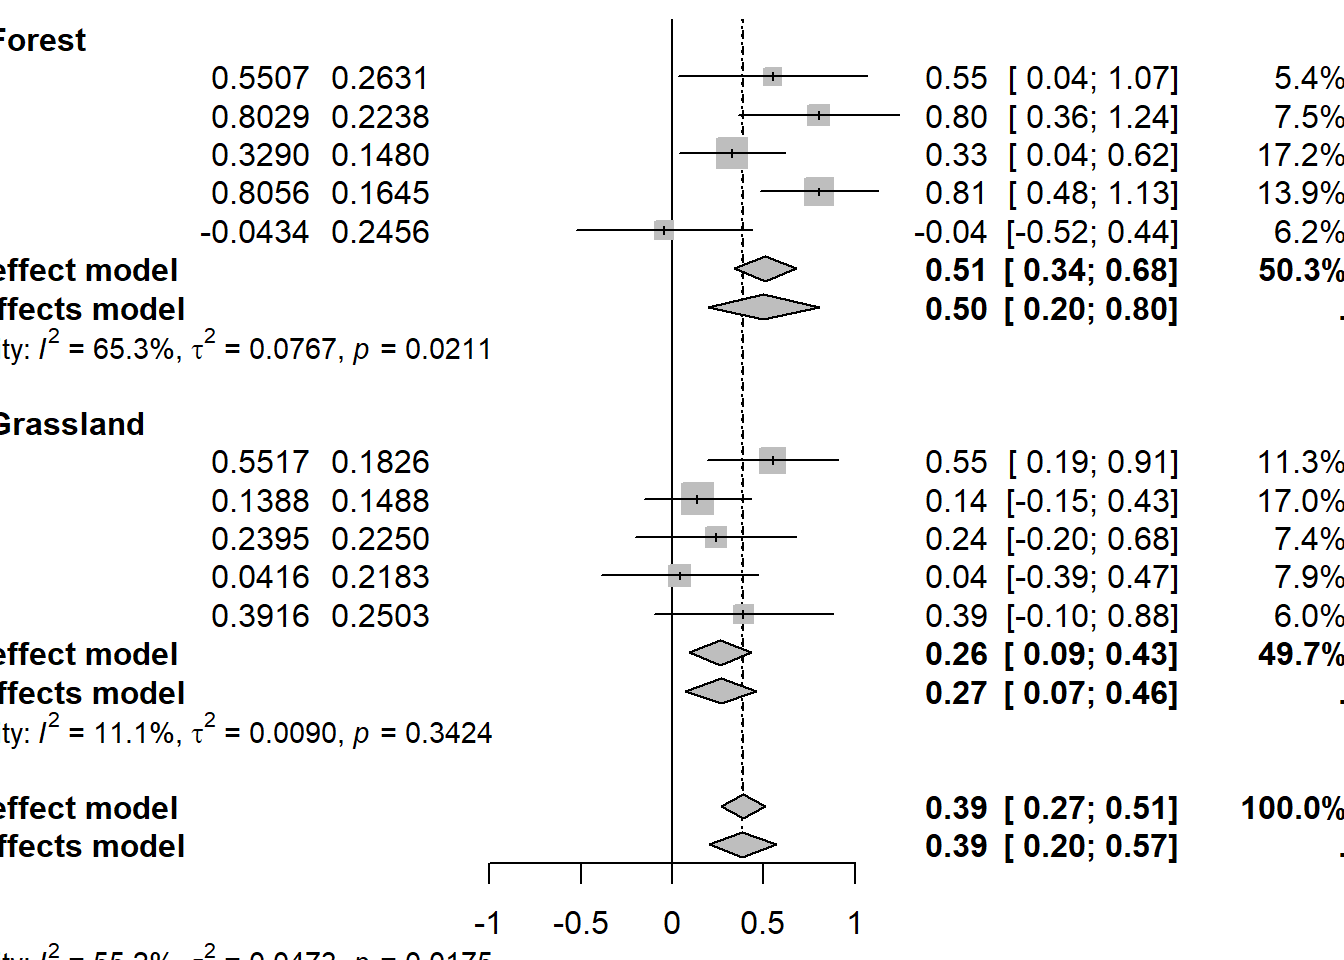 Forest
0.5507 0.2631 0.55 [ 0.04; 1.07] 5.4%
0.8029 0.2238 0.80 [ 0.36; 1.24] 7.5%
0.3290 0.1480 0.33 [ 0.04; 0.62] 17.2%
0.8056 0.1645 0.81 [ 0.48; 1.13] 13.9%
-0.0434 0.2456 -0.04 [-0.52; 0.44] 6.2%
effect model 0.51 [ 0.34; 0.68] 50.3%
ffects model 0.50 [ 0.20; 0.80] .
ty: I² = 65.3%, τ² = 0.0767, p = 0.0211
Grassland
0.5517 0.1826 0.55 [ 0.19; 0.91] 11.3%
0.1388 0.1488 0.14 [-0.15; 0.43] 17.0%
0.2395 0.2250 0.24 [-0.20; 0.68] 7.4%
0.0416 0.2183 0.04 [-0.39; 0.47] 7.9%
0.3916 0.2503 0.39 [-0.10; 0.88] 6.0%
effect model 0.26 [ 0.09; 0.43] 49.7%
ffects model 0.27 [ 0.07; 0.46] .
ty: I² = 11.1%, τ² = 0.0090, p = 0.3424
effect model 0.39 [ 0.27; 0.51] 100.0%
ffects model 0.39 [ 0.20; 0.57] .
-1 -0.5 0 0.5 1
ty: I² = 55.2%, τ² = 0.0473, p = 0.0175